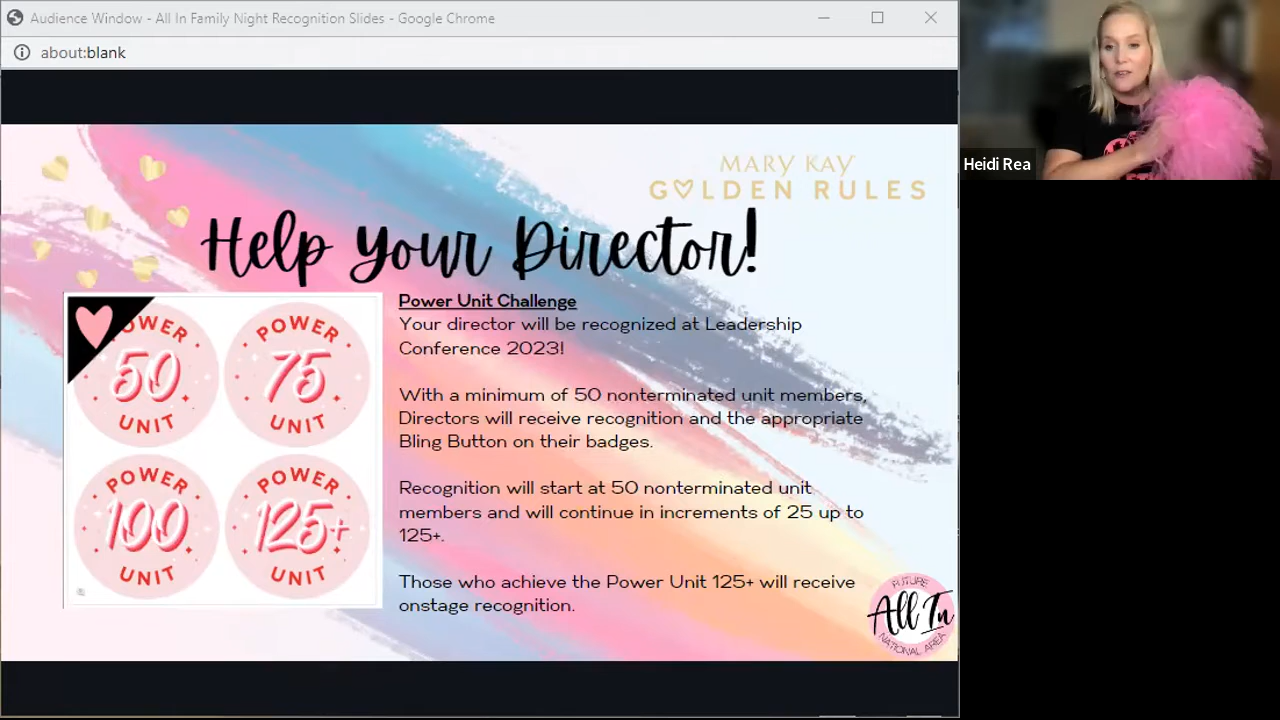 Audience Window - All In Family Night Recognition Slides - Google Chrome
about:blank
Heidi Rea
MARY KAY
GOLDEN RULES
Help Your Director!
POWER
50
UNIT
POWER
75
UNIT
POWER
100
UNIT
POWER
125+
UNIT
Power Unit Challenge
Your director will be recognized at Leadership
Conference 2023!
With a minimum of 50 nonterminated unit members,
Directors will receive recognition and the appropriate
Bling Button on their badges.
Recognition will start at 50 nonterminated unit
members and will continue in increments of 25 up to
125+.
Those who achieve the Power Unit 125+ will receive
onstage recognition.
FUTURE
All In
NATIONAL AREA